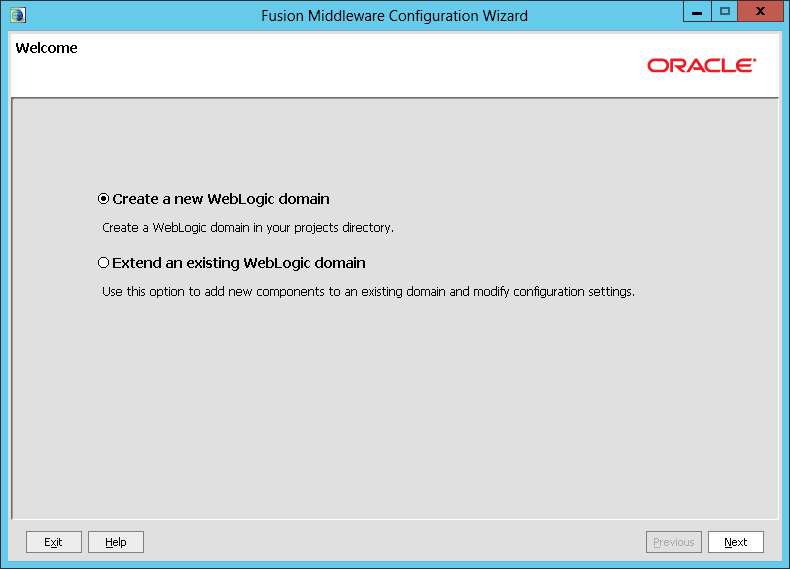 Fusion Middleware Configuration Wizard
Welcome
ORACLE
Create a new WebLogic domain
Create a WebLogic domain in your projects directory.
Extend an existing WebLogic domain
Use this option to add new components to an existing domain and modify configuration settings.
Exit Help Previous Next